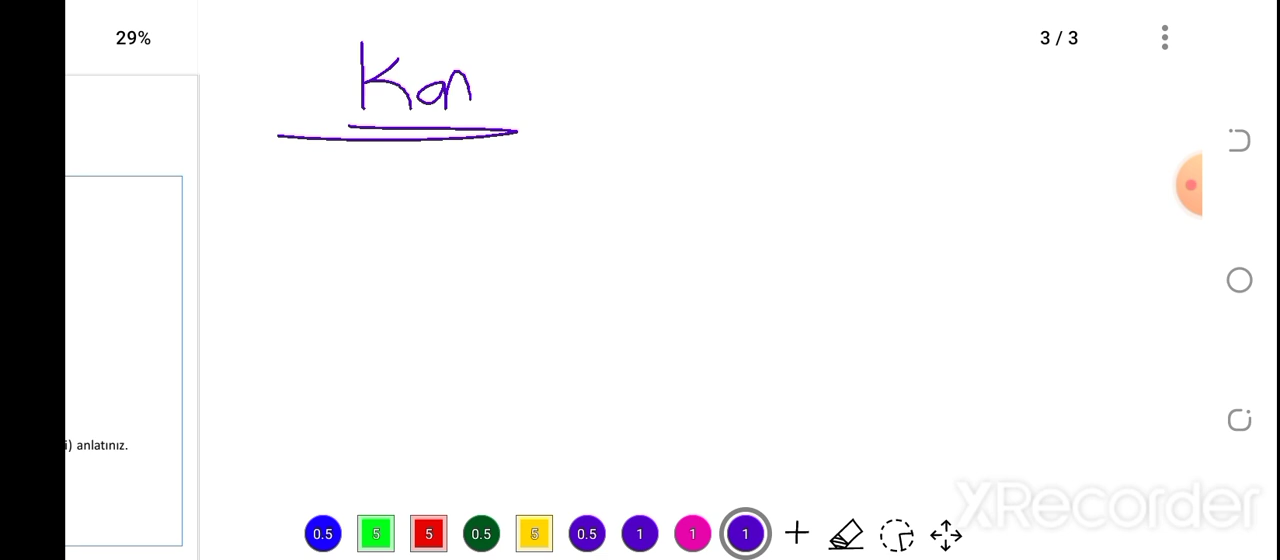 29%
Kan
3 / 3
i) anlatınız.
0.5 5 5 0.5 5 0.5 1 1 1
XRecorder